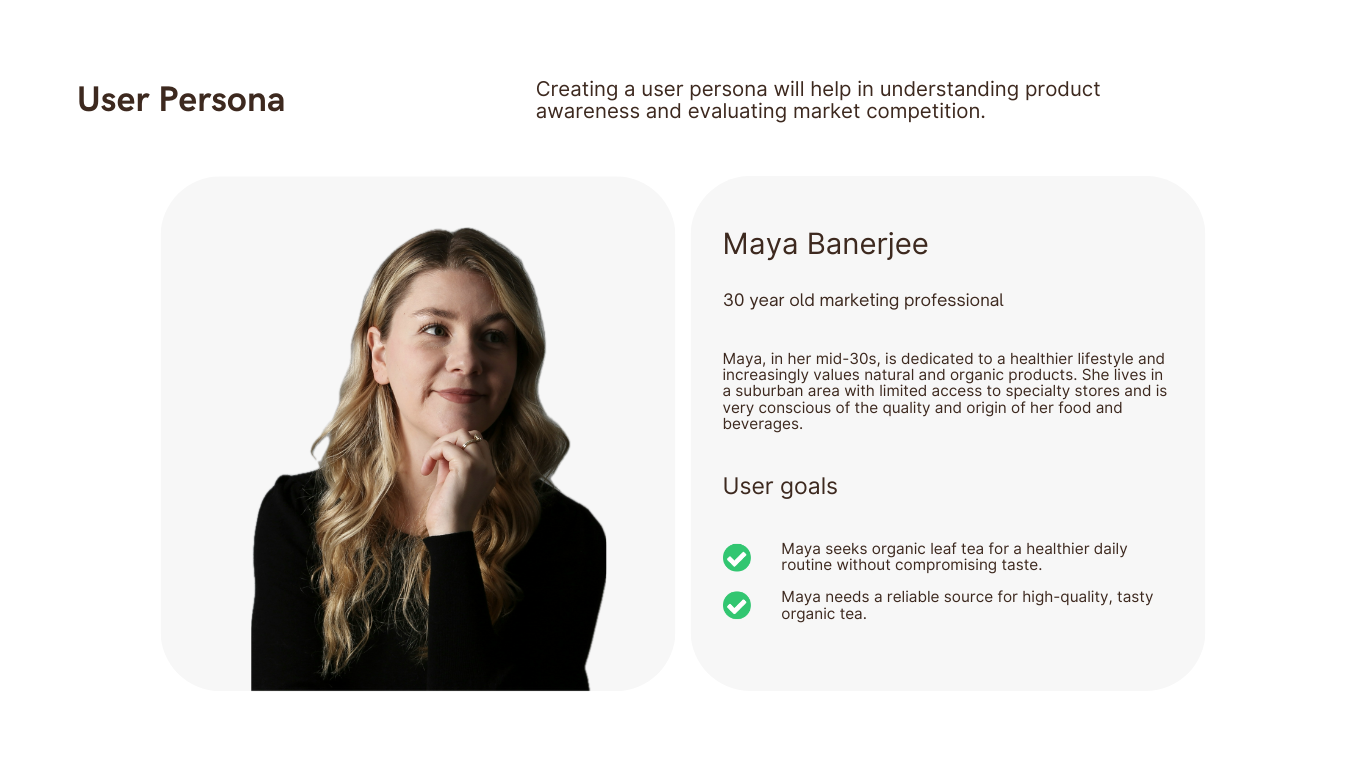 User Persona
Creating a user persona will help in understanding product
awareness and evaluating market competition.
Maya Banerjee
30 year old marketing professional
Maya, in her mid-30s, is dedicated to a healthier lifestyle and
increasingly values natural and organic products. She lives in
a suburban area with limited access to specialty stores and is
very conscious of the quality and origin of her food and
beverages.
User goals
Maya seeks organic leaf tea for a healthier daily
routine without compromising taste.
Maya needs a reliable source for high-quality, tasty
organic tea.